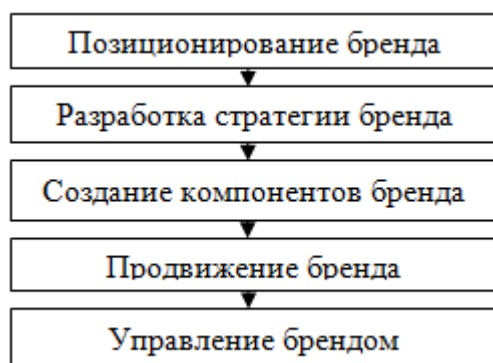 Позиционирование бренда
Разработка стратегии бренда
Создание компонентов бренда
Продвижение бренда
Управление брендом